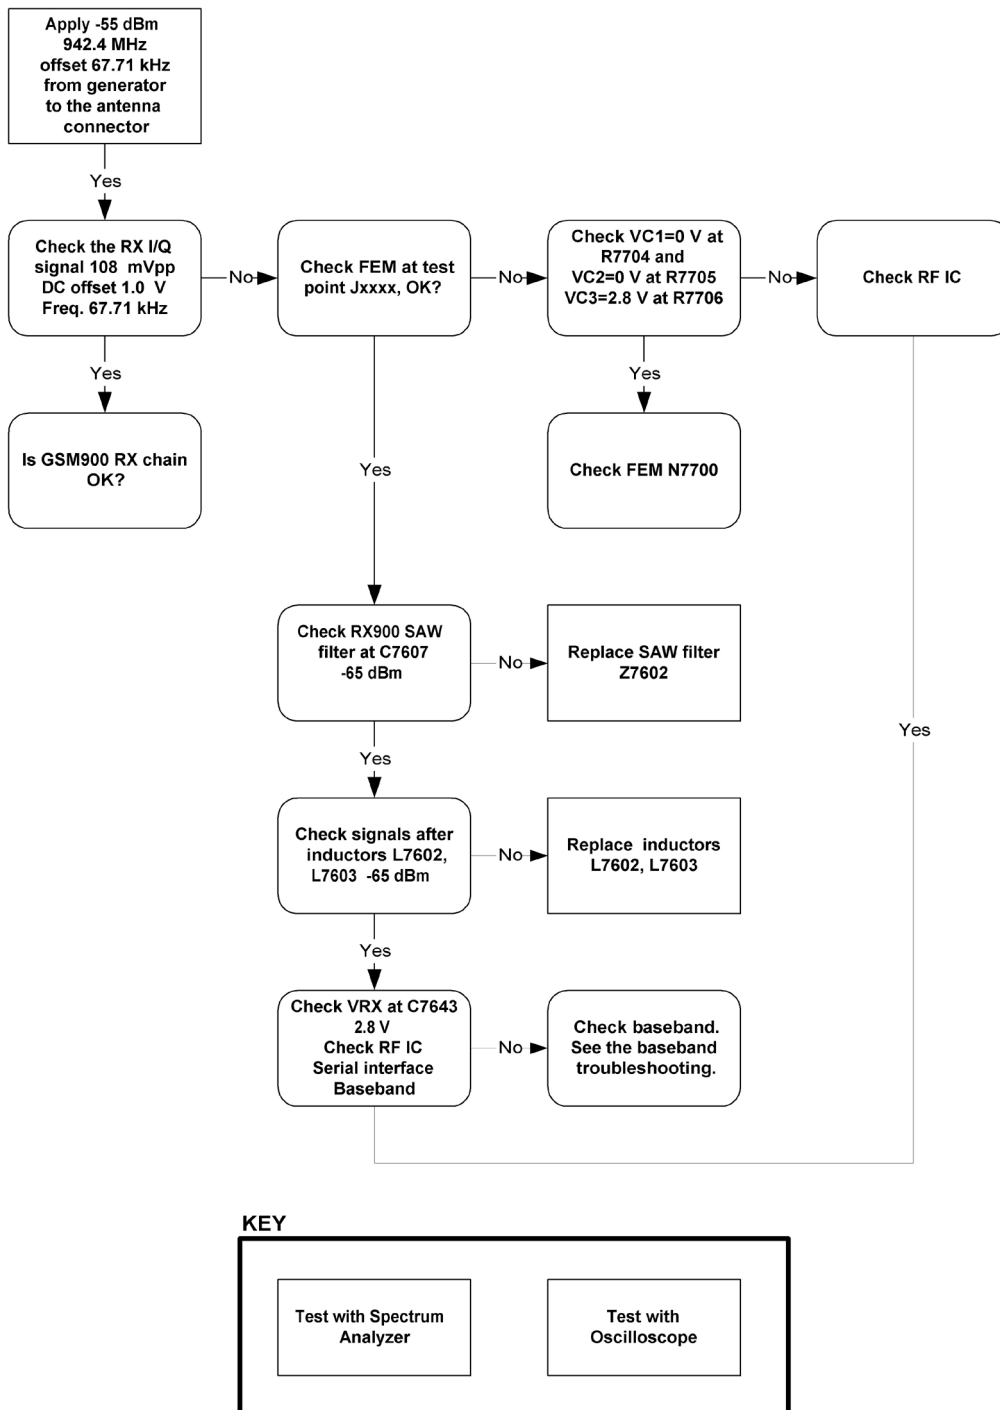 Apply -55 dBm
942.4 MHz
offset 67.71 kHz
from generator
to the antenna
connector
Yes
Check the RX I/Q
signal 108 mVpp
DC offset 1.0 V
Freq. 67.71 kHz
No
Check FEM at test
point Jxxxx, OK?
No
Check VC1=0 V at
R7704 and
VC2=0 V at R7705
VC3=2.8 V at R7706
No
Check RF IC
Yes
Yes
Is GSM900 RX chain
OK?
Yes
Check FEM N7700
Check RX900 SAW
filter at C7607
-65 dBm
No
Replace SAW filter
Z7602
Yes
Yes
Check signals after
inductors L7602,
L7603 -65 dBm
No
Replace inductors
L7602, L7603
Yes
Check VRX at C7643
2.8 V
Check RF IC
Serial interface
Baseband
No
Check baseband.
See the baseband
troubleshooting.
KEY
Test with Spectrum
Analyzer
Test with
Oscilloscope